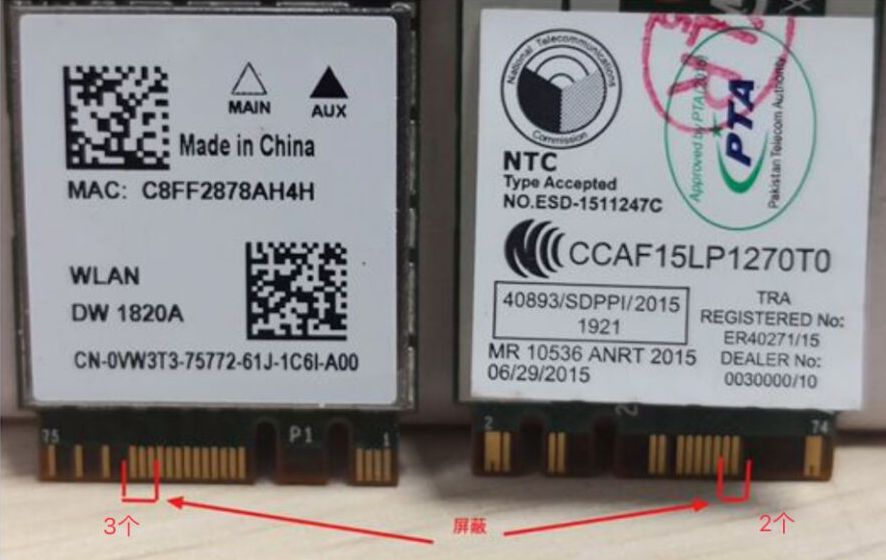 MAIN
AUX
Made in China
MAC: C8FF2878AH4H
WLAN
DW 1820A
CN-0VW3T3-75772-61J-1C6I-A00
75
P1
1
3个
National Telecommunications
Commission
NTC
Type Accepted
NO.ESD-1511247C
Approved by PTA(2015)
PTA
Pakistan Telecom Authority
CCAF15LP1270T0
40893/SDPPI/2015
1921
TRA
REGISTERED No:
ER40271/15
DEALER No:
0030000/10
MR 10536 ANRT 2015
06/29/2015
2
2
74
屏蔽
2个